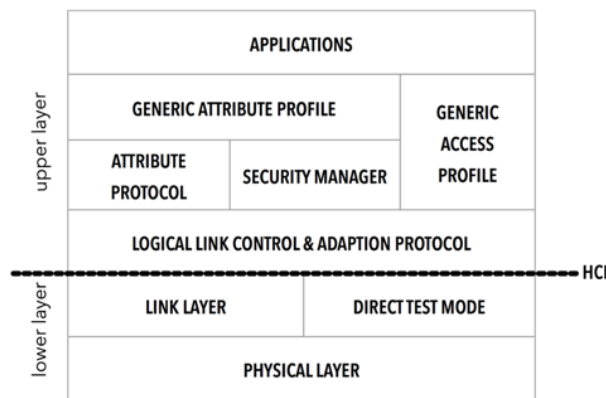 APPLICATIONS
GENERIC ATTRIBUTE PROFILE
GENERIC
ACCESS
PROFILE
ATTRIBUTE
PROTOCOL
SECURITY MANAGER
LOGICAL LINK CONTROL & ADAPTION PROTOCOL
HCI
LINK LAYER
DIRECT TEST MODE
PHYSICAL LAYER
upper layer
lower layer